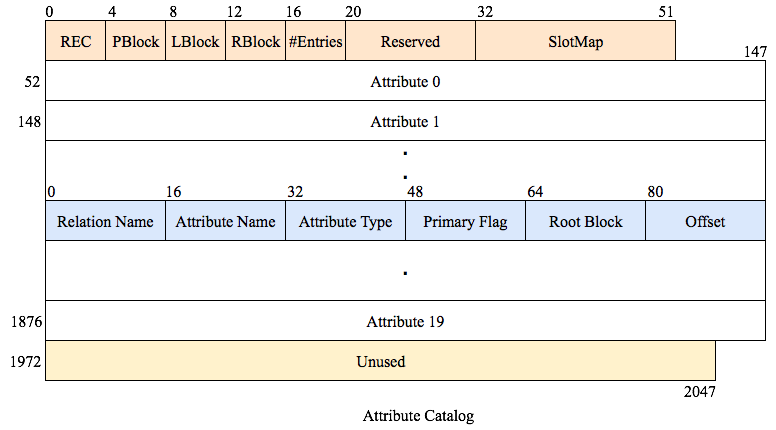 0 4 8 12 16 20 32 51
REC PBlock LBlock RBlock #Entries Reserved SlotMap
147
52 Attribute 0
148 Attribute 1
0 16 32 48 64 80
Relation Name Attribute Name Attribute Type Primary Flag Root Block Offset
1876 Attribute 19
1972 Unused
2047
Attribute Catalog